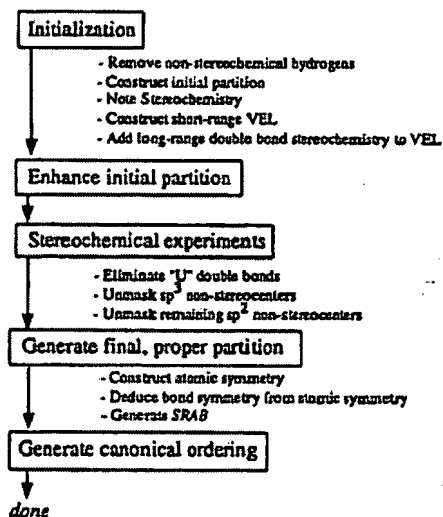 Initialization
- Remove non-stereochemical hydrogens
- Construct initial partition
- Note Stereochemistry
- Construct short-range VEL
- Add long-range double bond stereochemistry to VEL
Enhance initial partition
Stereochemical experiments
- Eliminate "U" double bonds
- Unmask sp3 non-stereocenters
- Unmask remaining sp2 non-stereocenters
Generate final, proper partition
- Construct atomic symmetry
- Deduce bond symmetry from atomic symmetry
- Generate SRAB
Generate canonical ordering
done